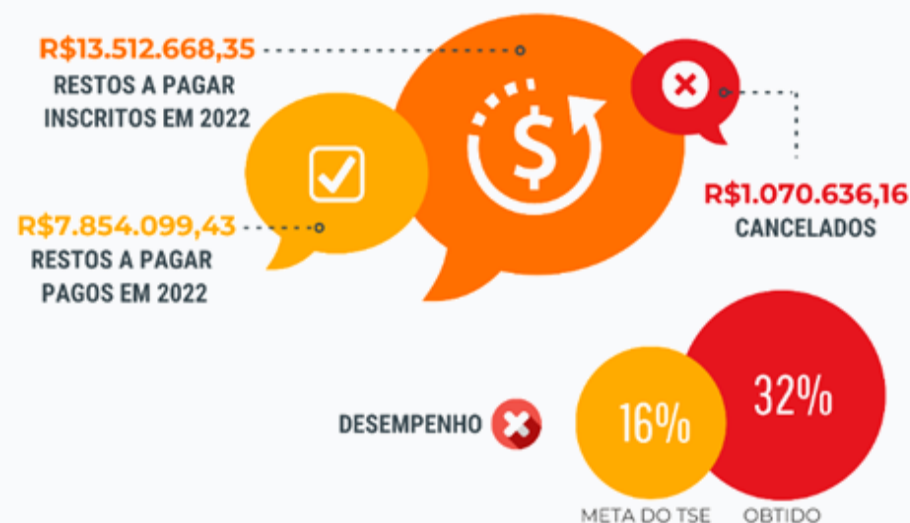 R$13.512.668,35
RESTOS A PAGAR
INSCRITOS EM 2022
R$7.854.099,43
RESTOS A PAGAR
PAGOS EM 2022
R$1.070.636,16
CANCELADOS
DESEMPENHO
16%
META DO TSE
32%
OBTIDO